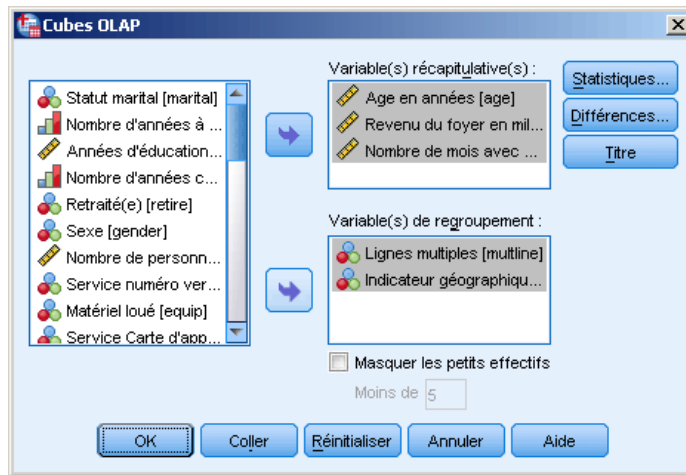 Cubes OLAP
Statut marital [marital]
Nombre d'années à ...
Années d'éducation...
Nombre d'années c...
Retraité(e) [retire]
Sexe [gender]
Nombre de personn...
Service numéro ver...
Matériel loué [equip]
Service Carte d'app...
Variable(s) récapitulative(s) :
Age en années [age]
Revenu du foyer en mil...
Nombre de mois avec ...
Variable(s) de regroupement :
Lignes multiples [multline]
Indicateur géographiqu...
Masquer les petits effectifs
Moins de 5
Statistiques...
Différences...
Titre
OK Coller Réinitialiser Annuler Aide